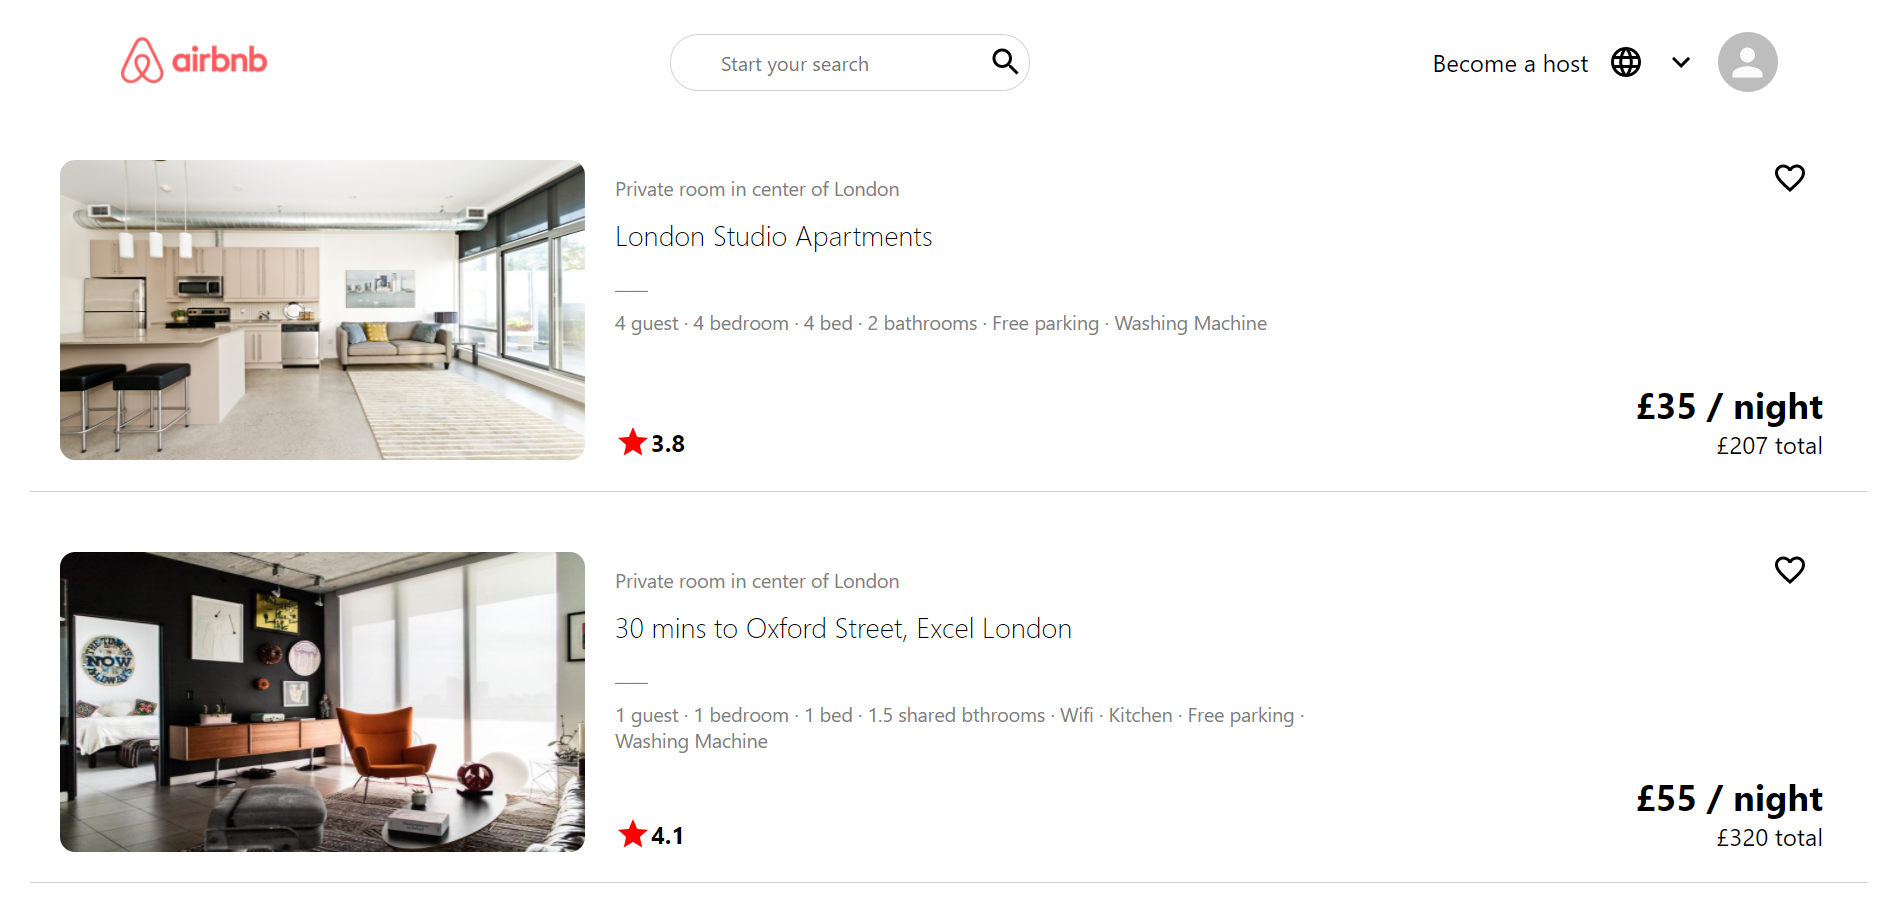 airbnb
Start your search
Become a host
Private room in center of London
London Studio Apartments
4 guest · 4 bedroom · 4 bed · 2 bathrooms · Free parking · Washing Machine
3.8
£35 / night
£207 total
Private room in center of London
30 mins to Oxford Street, Excel London
1 guest · 1 bedroom · 1 bed · 1.5 shared bthrooms · Wifi · Kitchen · Free parking ·
Washing Machine
NOW
4.1
£55 / night
£320 total